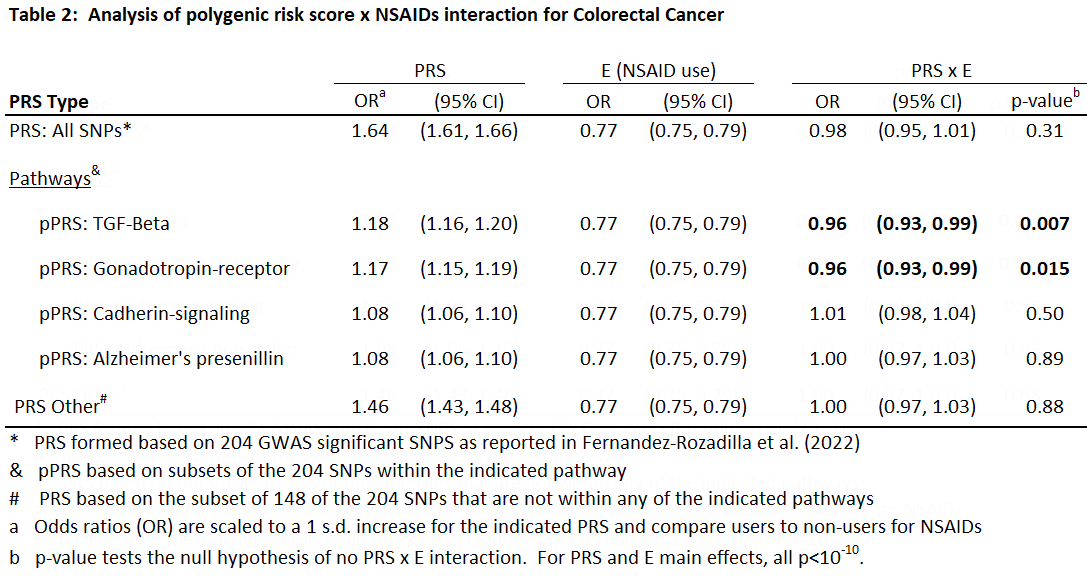 Table 2:  Analysis of polygenic risk score x NSAIDs interaction for Colorectal Cancer
PRS E (NSAID use) PRS x E
PRS Type ORᵃ (95% CI) OR (95% CI) OR (95% CI) p-valueᵇ
PRS: All SNPs* 1.64 (1.61, 1.66) 0.77 (0.75, 0.79) 0.98 (0.95, 1.01) 0.31
Pathways&
pPRS: TGF-Beta 1.18 (1.16, 1.20) 0.77 (0.75, 0.79) 0.96 (0.93, 0.99) 0.007
pPRS: Gonadotropin-receptor 1.17 (1.15, 1.19) 0.77 (0.75, 0.79) 0.96 (0.93, 0.99) 0.015
pPRS: Cadherin-signaling 1.08 (1.06, 1.10) 0.77 (0.75, 0.79) 1.01 (0.98, 1.04) 0.50
pPRS: Alzheimer's presenillin 1.08 (1.06, 1.10) 0.77 (0.75, 0.79) 1.00 (0.97, 1.03) 0.89
PRS Other# 1.46 (1.43, 1.48) 0.77 (0.75, 0.79) 1.00 (0.97, 1.03) 0.88
* PRS formed based on 204 GWAS significant SNPS as reported in Fernandez-Rozadilla et al. (2022)
& pPRS based on subsets of the 204 SNPs within the indicated pathway
# PRS based on the subset of 148 of the 204 SNPs that are not within any of the indicated pathways
a Odds ratios (OR) are scaled to a 1 s.d. increase for the indicated PRS and compare users to non-users for NSAIDs
b p-value tests the null hypothesis of no PRS x E interaction.  For PRS and E main effects, all p<10⁻¹⁰.